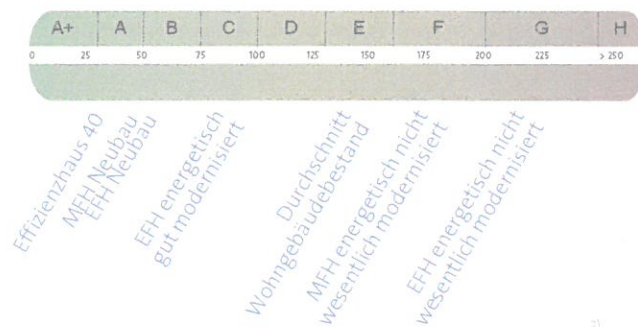 A+ A B C D E F G H
0 25 50 75 100 125 150 175 200 225 > 250
Effizienzhaus 40
MFH Neubau
EFH Neubau
EFH energetisch
gut modernisiert
Durchschnitt
Wohngebäudebestand
MFH energetisch nicht
wesentlich modernisiert
EFH energetisch nicht
wesentlich modernisiert